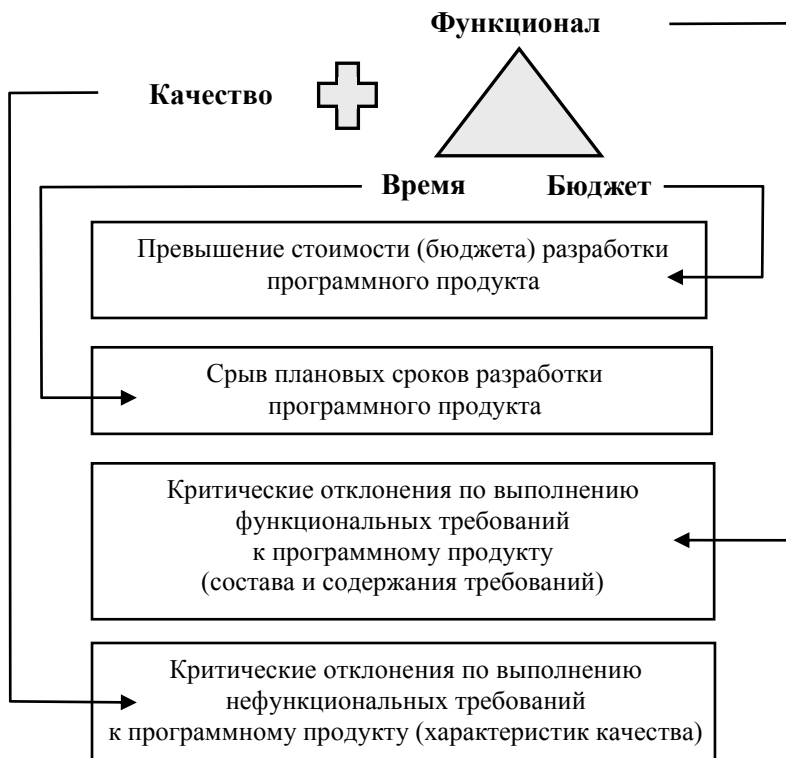 Функционал
Качество
Время Бюджет
Превышение стоимости (бюджета) разработки
программного продукта
Срыв плановых сроков разработки
программного продукта
Критические отклонения по выполнению
функциональных требований
к программному продукту
(состава и содержания требований)
Критические отклонения по выполнению
нефункциональных требований
к программному продукту (характеристик качества)